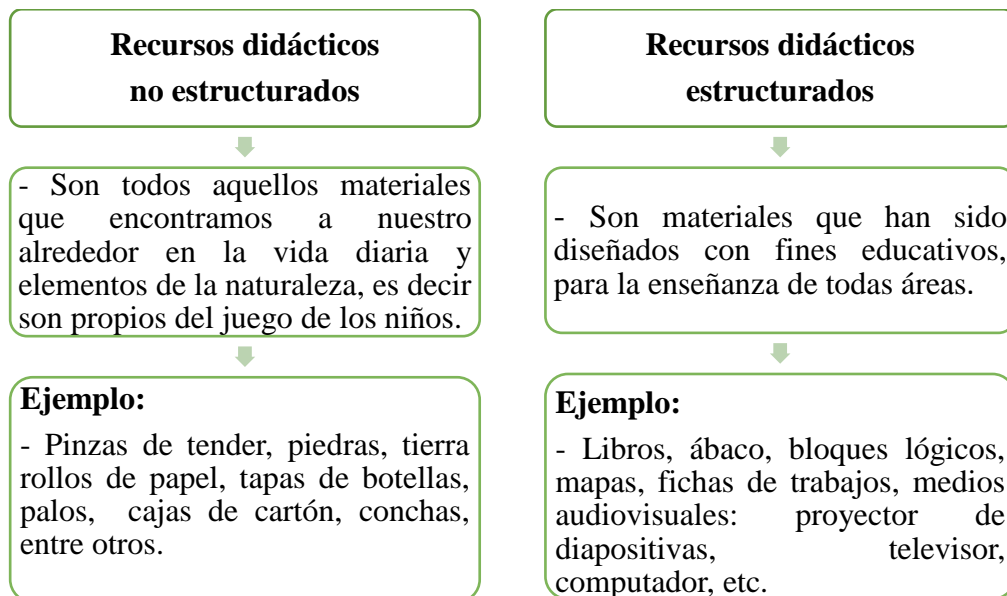 Recursos didácticos
no estructurados
- Son todos aquellos materiales
que encontramos a nuestro
alrededor en la vida diaria y
elementos de la naturaleza, es decir
son propios del juego de los niños.
Ejemplo:
- Pinzas de tender, piedras, tierra
rollos de papel, tapas de botellas,
palos, cajas de cartón, conchas,
entre otros.
Recursos didácticos
estructurados
- Son materiales que han sido
diseñados con fines educativos,
para la enseñanza de todas áreas.
Ejemplo:
- Libros, ábaco, bloques lógicos,
mapas, fichas de trabajos, medios
audiovisuales: proyector de
diapositivas, televisor,
computador, etc.